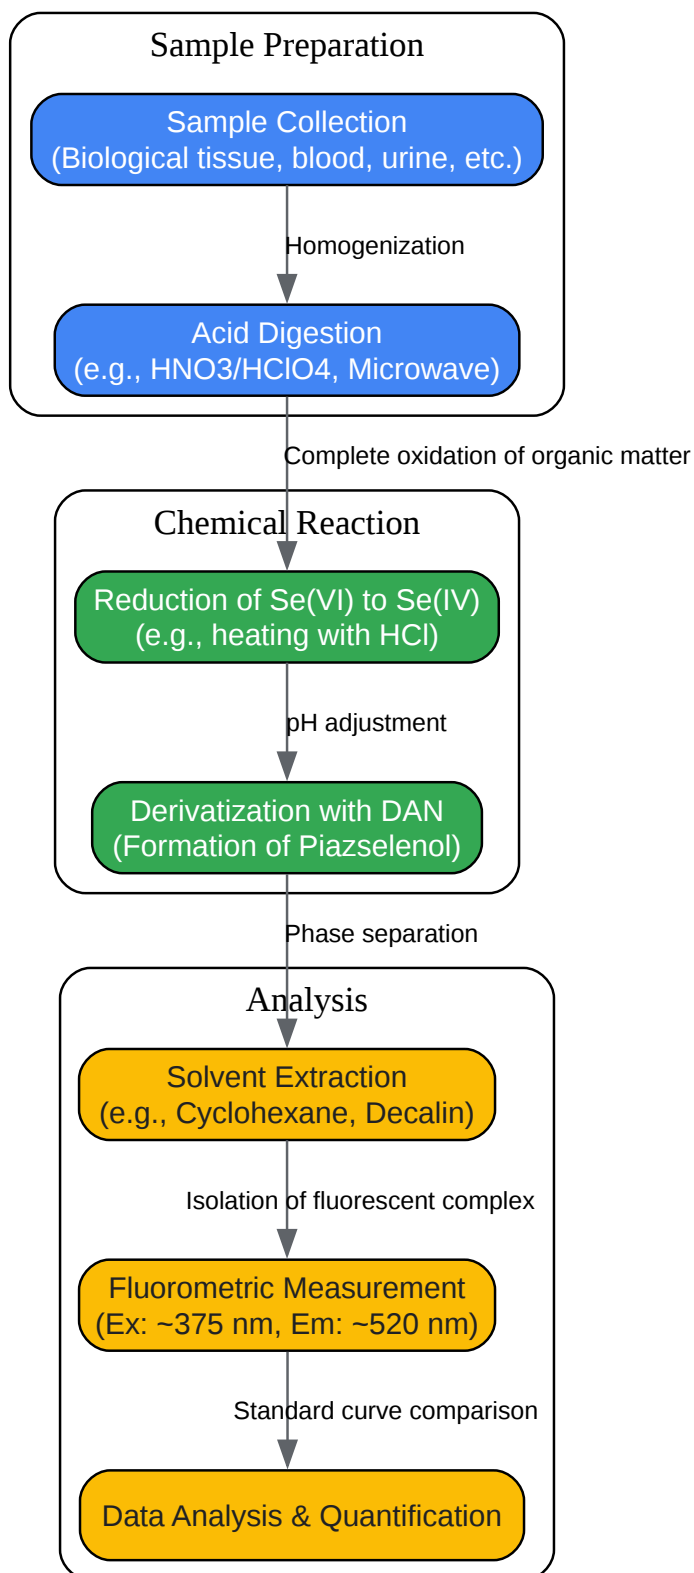 Sample Preparation
Sample Collection
(Biological tissue, blood, urine, etc.)
Homogenization
Acid Digestion
(e.g., HNO3/HClO4, Microwave)
Complete oxidation of organic matter
Chemical Reaction
Reduction of Se(VI) to Se(IV)
(e.g., heating with HCl)
pH adjustment
Derivatization with DAN
(Formation of Piazselenol)
Phase separation
Analysis
Solvent Extraction
(e.g., Cyclohexane, Decalin)
Isolation of fluorescent complex
Fluorometric Measurement
(Ex: ~375 nm, Em: ~520 nm)
Standard curve comparison
Data Analysis & Quantification